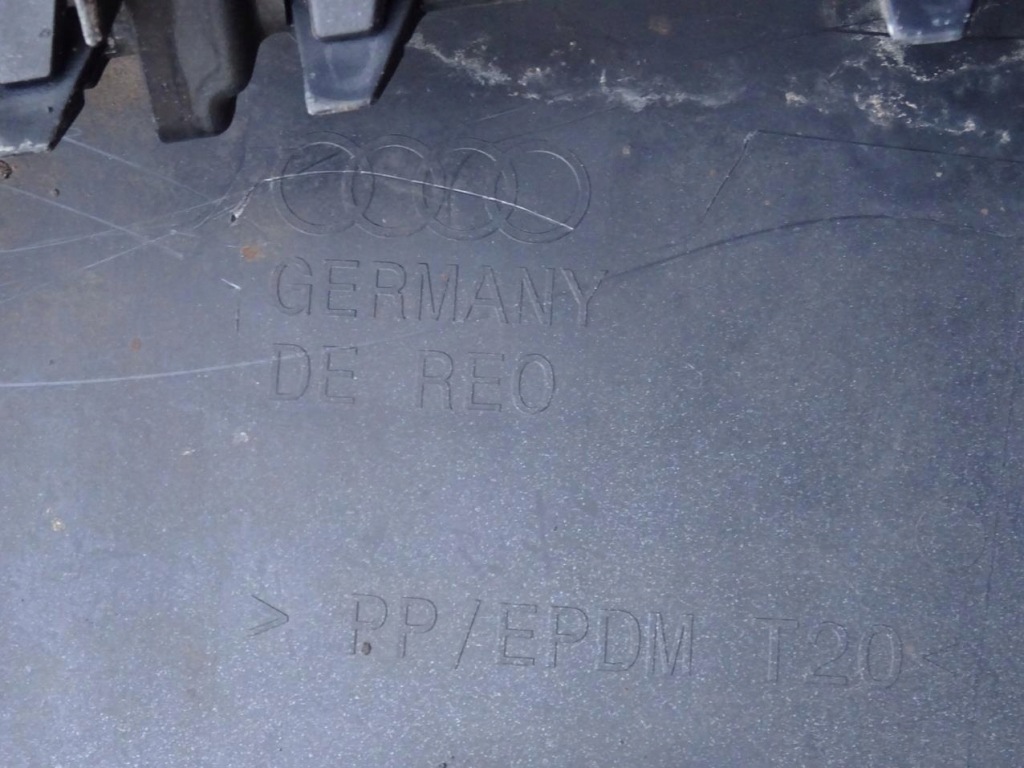 GERMANY
DE REO
> PP/EPDM T20<